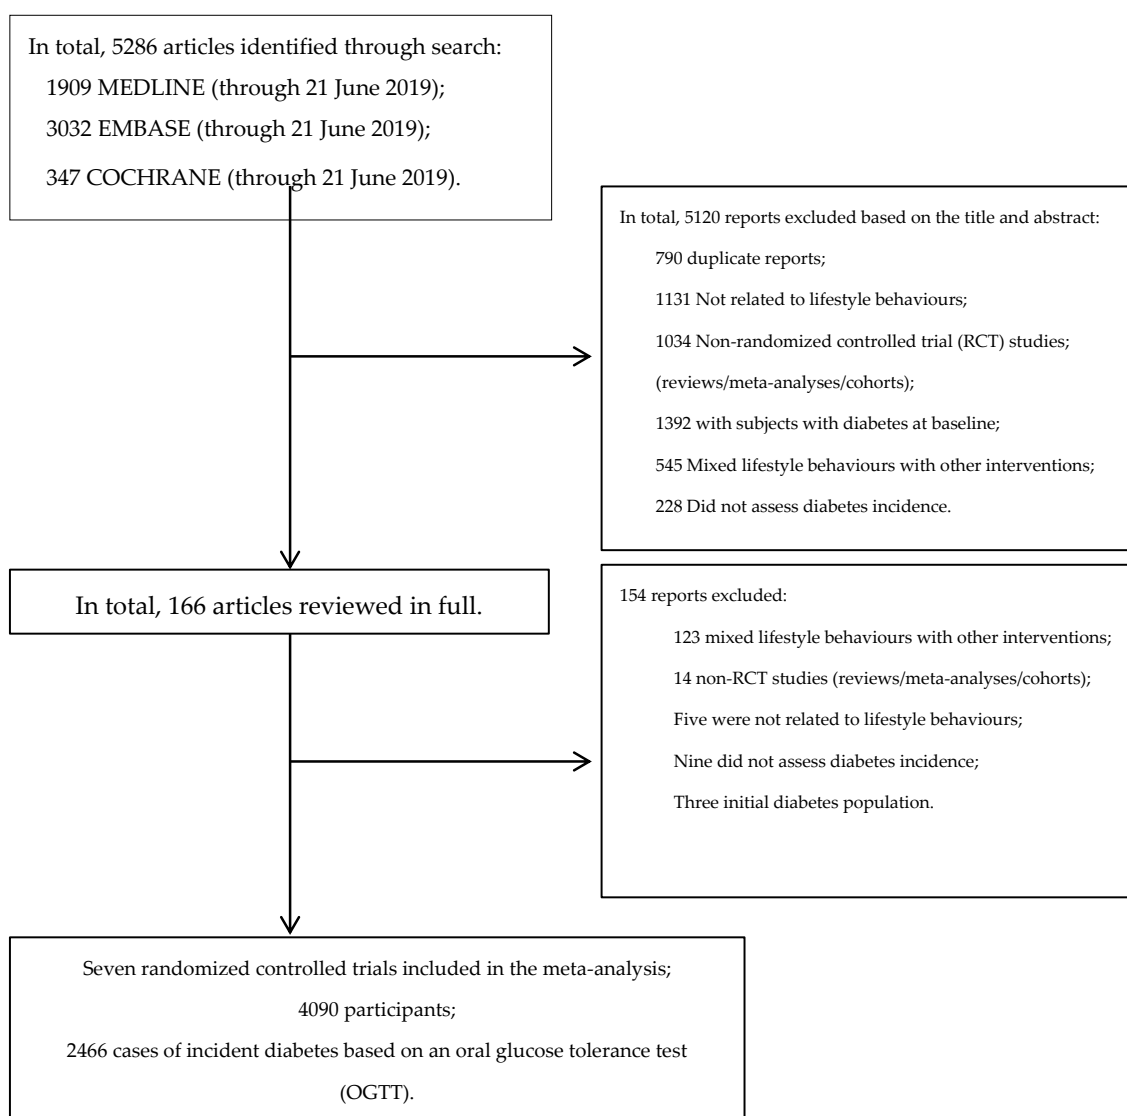 In total, 5286 articles identified through search:
1909 MEDLINE (through 21 June 2019);
3032 EMBASE (through 21 June 2019);
347 COCHRANE (through 21 June 2019).
In total, 5120 reports excluded based on the title and abstract:
790 duplicate reports;
1131 Not related to lifestyle behaviours;
1034 Non-randomized controlled trial (RCT) studies;
(reviews/meta-analyses/cohorts);
1392 with subjects with diabetes at baseline;
545 Mixed lifestyle behaviours with other interventions;
228 Did not assess diabetes incidence.
In total, 166 articles reviewed in full.
154 reports excluded:
123 mixed lifestyle behaviours with other interventions;
14 non-RCT studies (reviews/meta-analyses/cohorts);
Five were not related to lifestyle behaviours;
Nine did not assess diabetes incidence;
Three initial diabetes population.
Seven randomized controlled trials included in the meta-analysis;
4090 participants;
2466 cases of incident diabetes based on an oral glucose tolerance test
(OGTT).